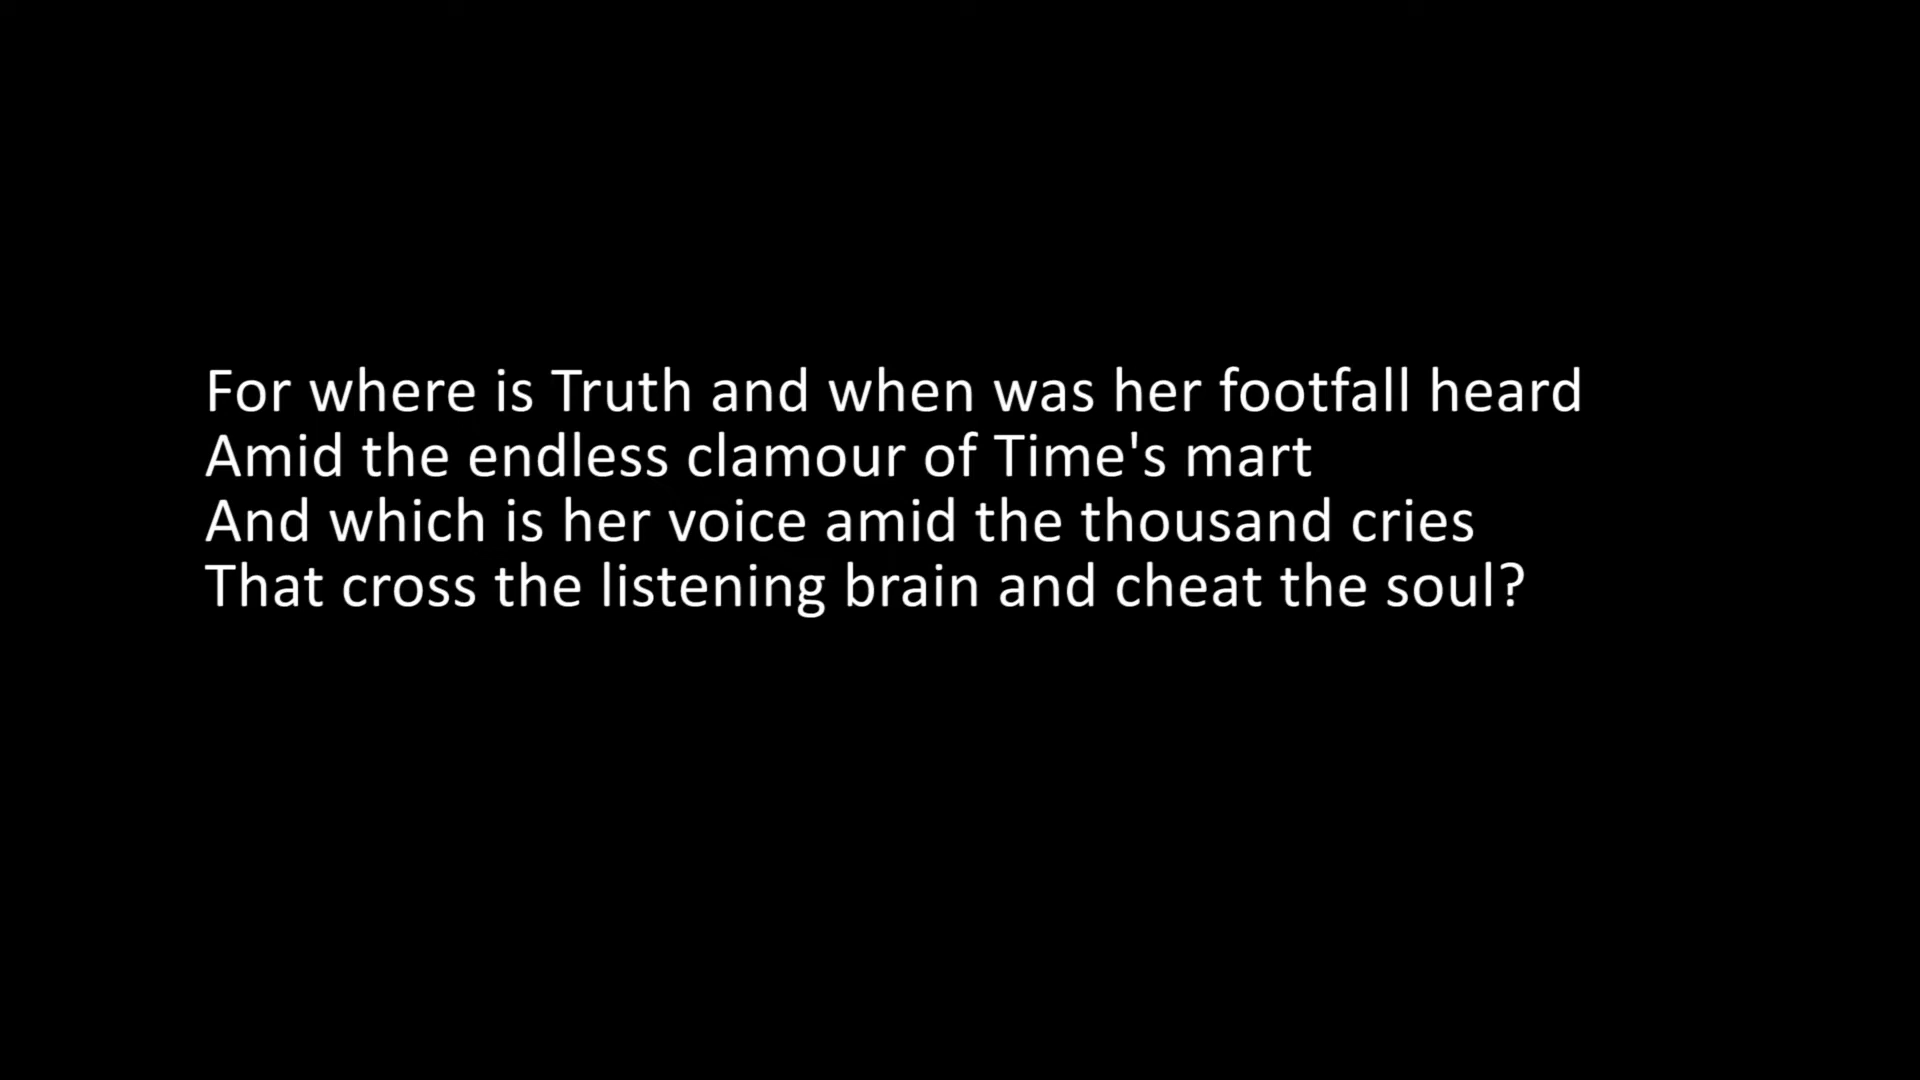 For where is Truth and when was her footfall heard
Amid the endless clamour of Time's mart
And which is her voice amid the thousand cries
That cross the listening brain and cheat the soul?